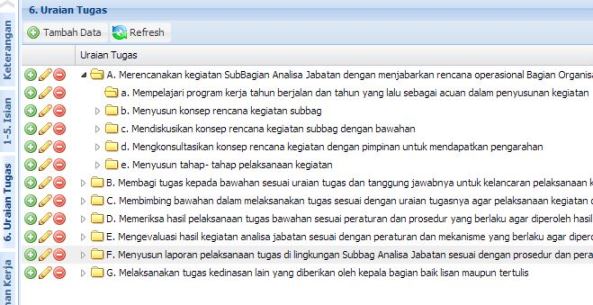 6. Uraian Tugas
Tambah Data Refresh
Uraian Tugas
A. Merencanakan kegiatan SubBagian Analisa Jabatan dengan menjabarkan rencana operasional Bagian Organisa
a. Mempelajari program kerja tahun berjalan dan tahun yang lalu sebagai acuan dalam penyusunan kegiatan
b. Menyusun konsep rencana kegiatan subbag
c. Mendiskusikan konsep rencana kegiatan subbag dengan bawahan
d. Mengkonsultasikan konsep rencana kegiatan dengan pimpinan untuk mendapatkan pengarahan
e. Menyusun tahap- tahap pelaksanaan kegiatan
B. Membagi tugas kepada bawahan sesuai uraian tugas dan tanggung jawabnya untuk kelancaran pelaksanaan k
C. Membimbing bawahan dalam melaksanakan tugas sesuai dengan uraian tugasnya agar pelaksanaan kegiatan d
D. Memeriksa hasil pelaksanaan tugas bawahan sesuai peraturan dan prosedur yang berlaku agar diperoleh hasil
E. Mengevaluasi hasil kegiatan analisa jabatan sesuai dengan peraturan dan mekanisme yang berlaku agar diperc
F. Menyusun laporan pelaksanaan tugas di lingkungan Subbag Analisa Jabatan sesuai dengan prosedur dan pera
G. Melaksanakan tugas kedinasan lain yang diberikan oleh kepala bagian baik lisan maupun tertulis
Keterangan
1-5. Isian
6. Uraian Tugas
han Kerja